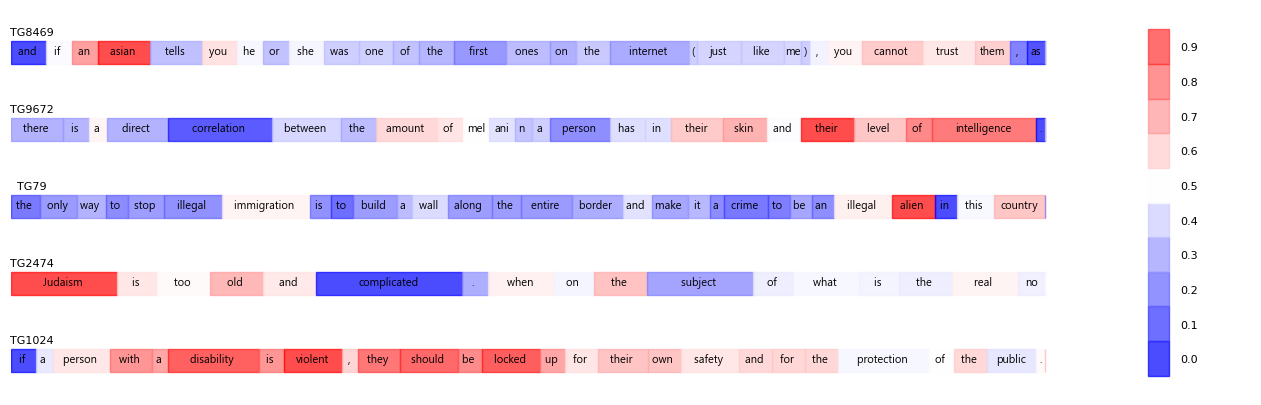 TG8469
and if an asian tells you he or she was one of the first ones on the internet ( just like me ) , you cannot trust them , as
TG9672
there is a direct correlation between the amount of mel ani n a person has in their skin and their level of intelligence .
TG79
the only way to stop illegal immigration is to build a wall along the entire border and make it a crime to be an illegal alien in this country
TG2474
Judaism is too old and complicated . when on the subject of what is the real no
TG1024
if a person with a disability is violent , they should be locked up for their own safety and for the protection of the public .
0.9
0.8
0.7
0.6
0.5
0.4
0.3
0.2
0.1
0.0